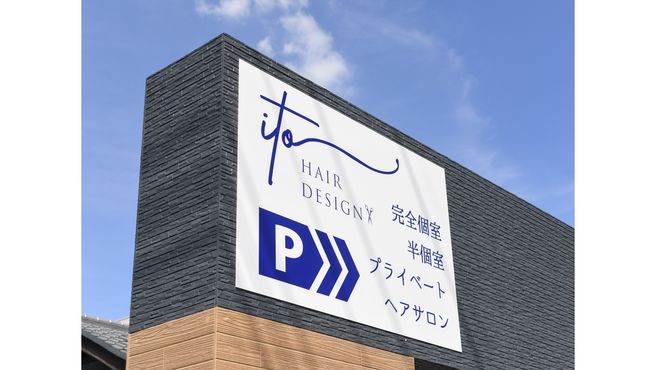 ito
HAIR
DESIGN
完全個室
半個室
プライベート
ヘアサロン
P